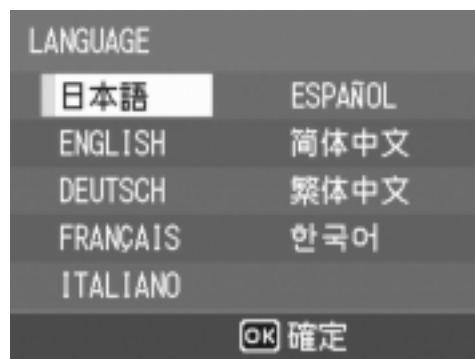 LANGUAGE
日本語 ESPAÑOL
ENGLISH 简体中文
DEUTSCH 繁体中文
FRANÇAIS 한국어
ITALIANO
OK 確定